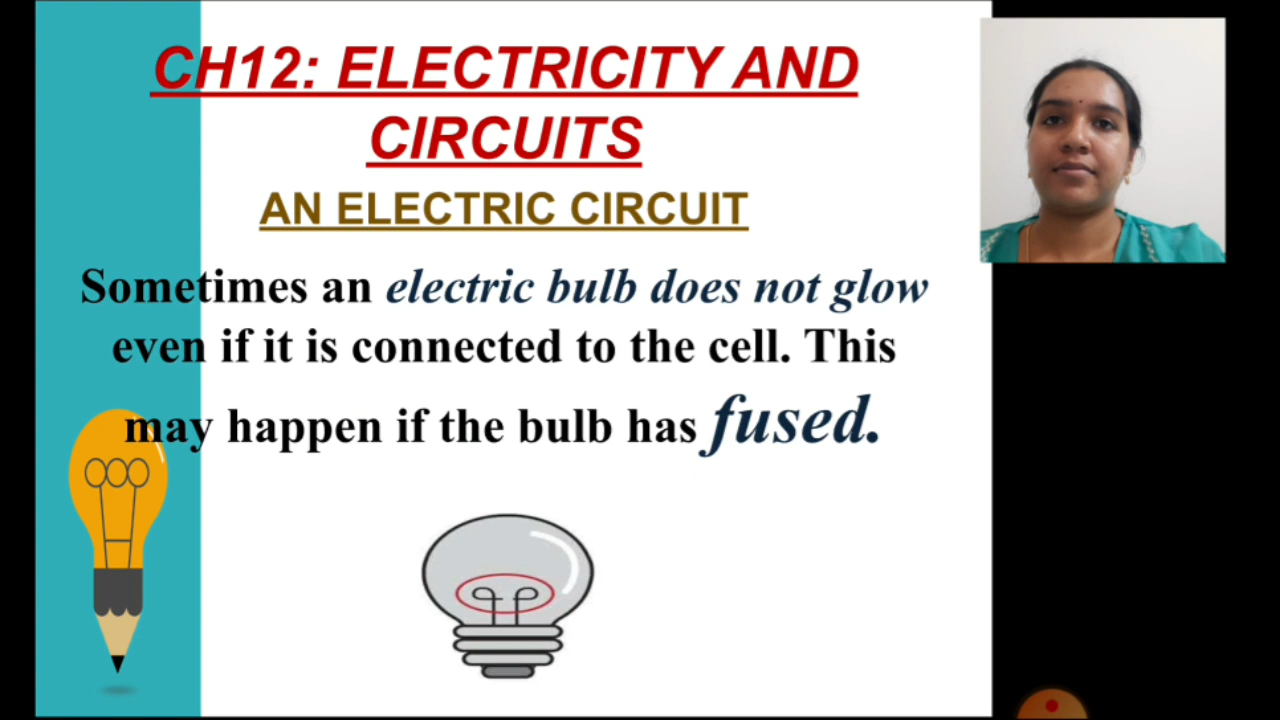 CH12: ELECTRICITY AND
CIRCUITS
AN ELECTRIC CIRCUIT
Sometimes an electric bulb does not glow
even if it is connected to the cell. This
may happen if the bulb has fused.